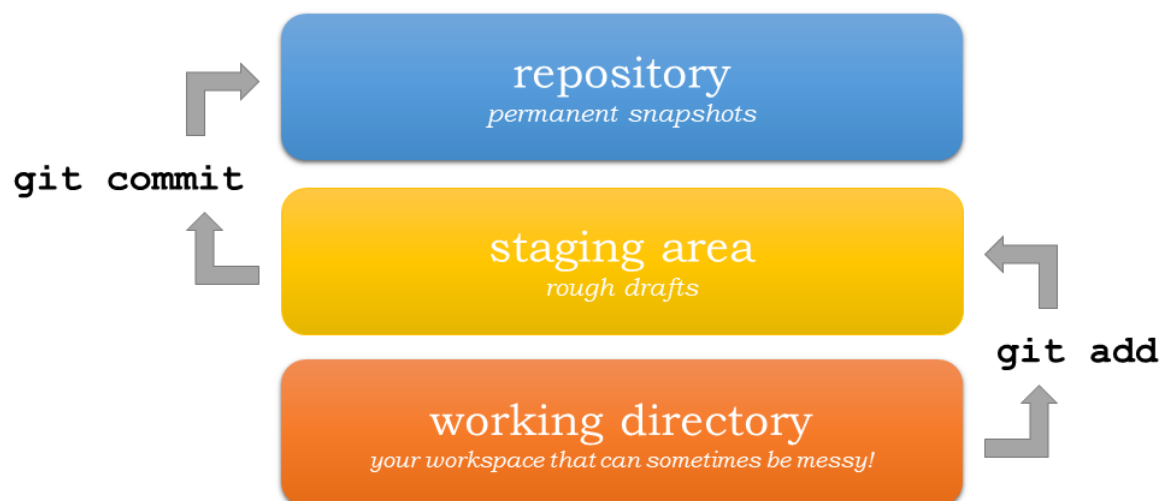 repository
permanent snapshots
git commit
staging area
rough drafts
git add
working directory
your workspace that can sometimes be messy!